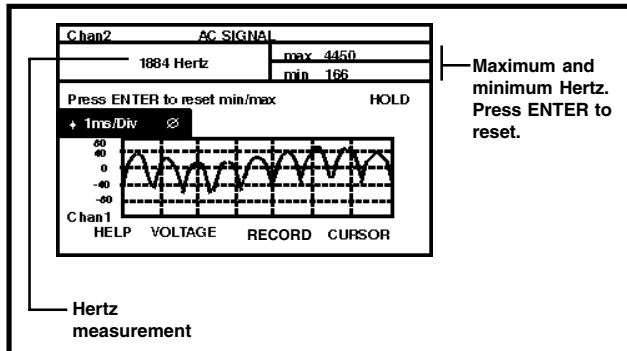 Chan2 AC SIGNAL
1884 Hertz
max 4450
min 166
Press ENTER to reset min/max HOLD
1ms/Div
80
40
0
-40
-80
Chan1
HELP VOLTAGE RECORD CURSOR
Maximum and
minimum Hertz.
Press ENTER to
reset.
Hertz
measurement